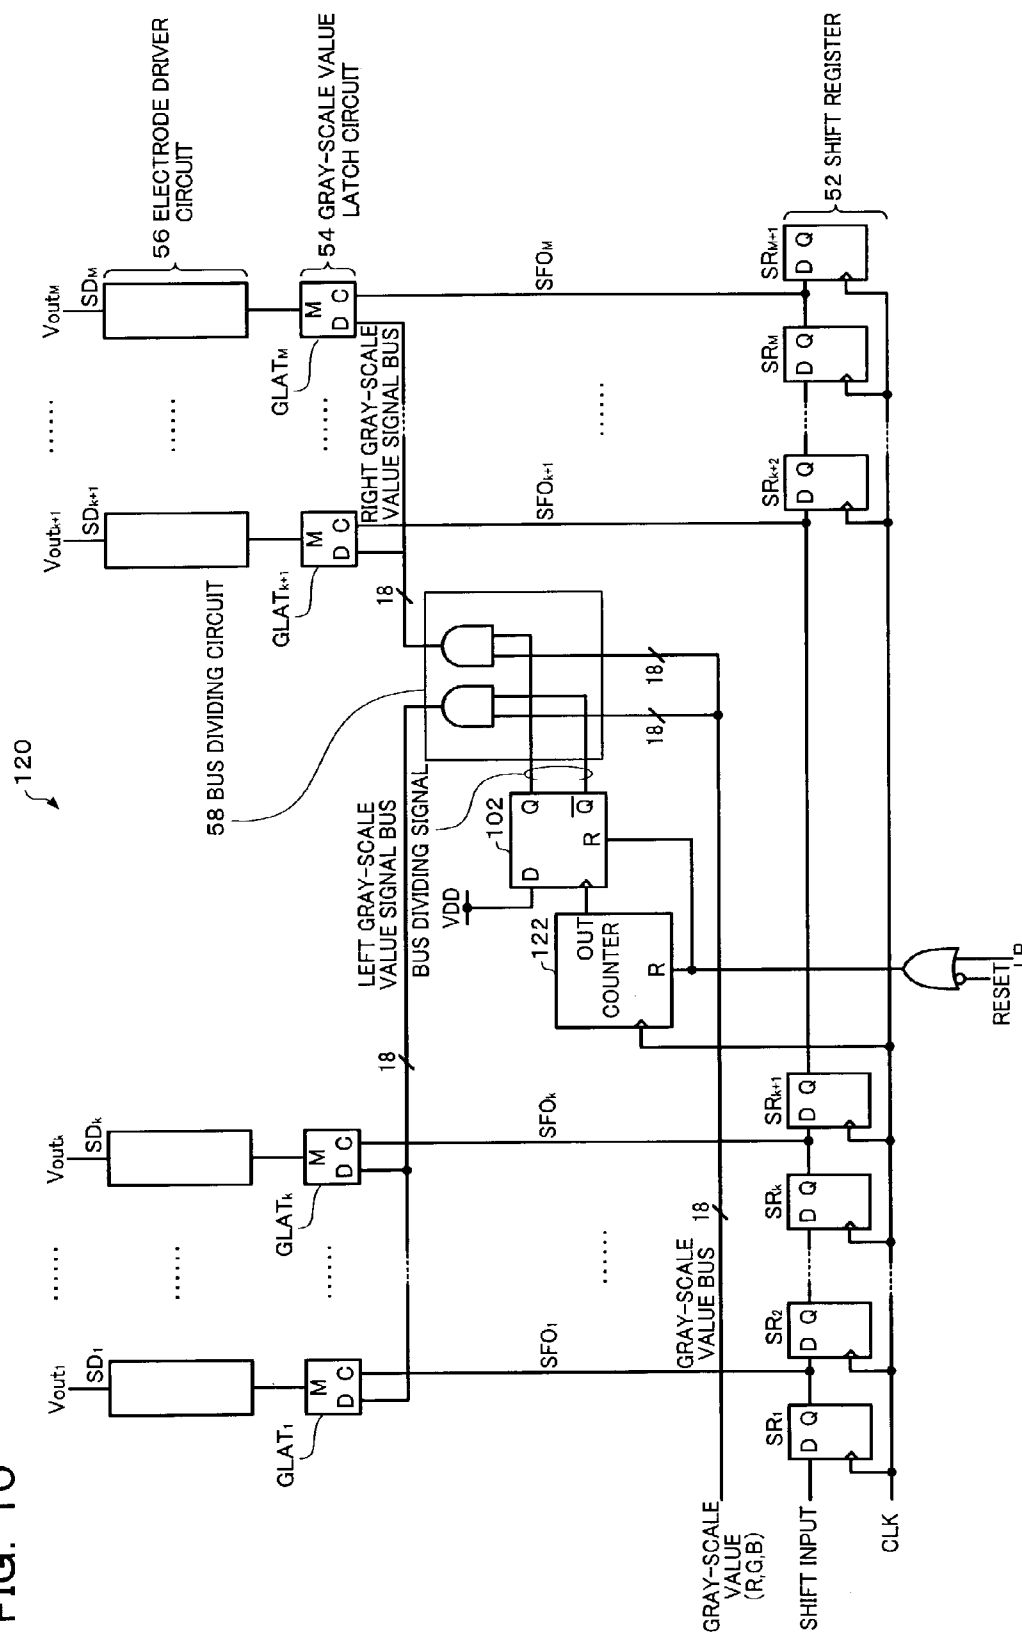 FIG. 10
120
56 ELECTRODE DRIVER
CIRCUIT
54 GRAY-SCALE VALUE
LATCH CIRCUIT
52 SHIFT REGISTER
58 BUS DIVIDING CIRCUIT
Vout1
SD1
Voutk
SDk
Voutk+1
SDk+1
VoutM
SDM
......
......
......
......
M
D C
GLAT1
......
M
D C
GLATk
M
D C
GLATk+1
......
M
D C
GLATM
LEFT GRAY-SCALE
VALUE SIGNAL BUS
18
RIGHT GRAY-SCALE
VALUE SIGNAL BUS
18
BUS DIVIDING SIGNAL
VDD
102
D Q
Q
R
122
OUT
COUNTER
R
18
18
SFO1
......
SFOk
SFOk+1
......
SFOM
GRAY-SCALE
VALUE BUS
18
GRAY-SCALE
VALUE
(R,G,B)
SHIFT INPUT
CLK
SR1
D Q
SR2
D Q
SRk
D Q
SRk+1
D Q
SRk+2
D Q
SRM
D Q
SRM+1
D Q
RESET